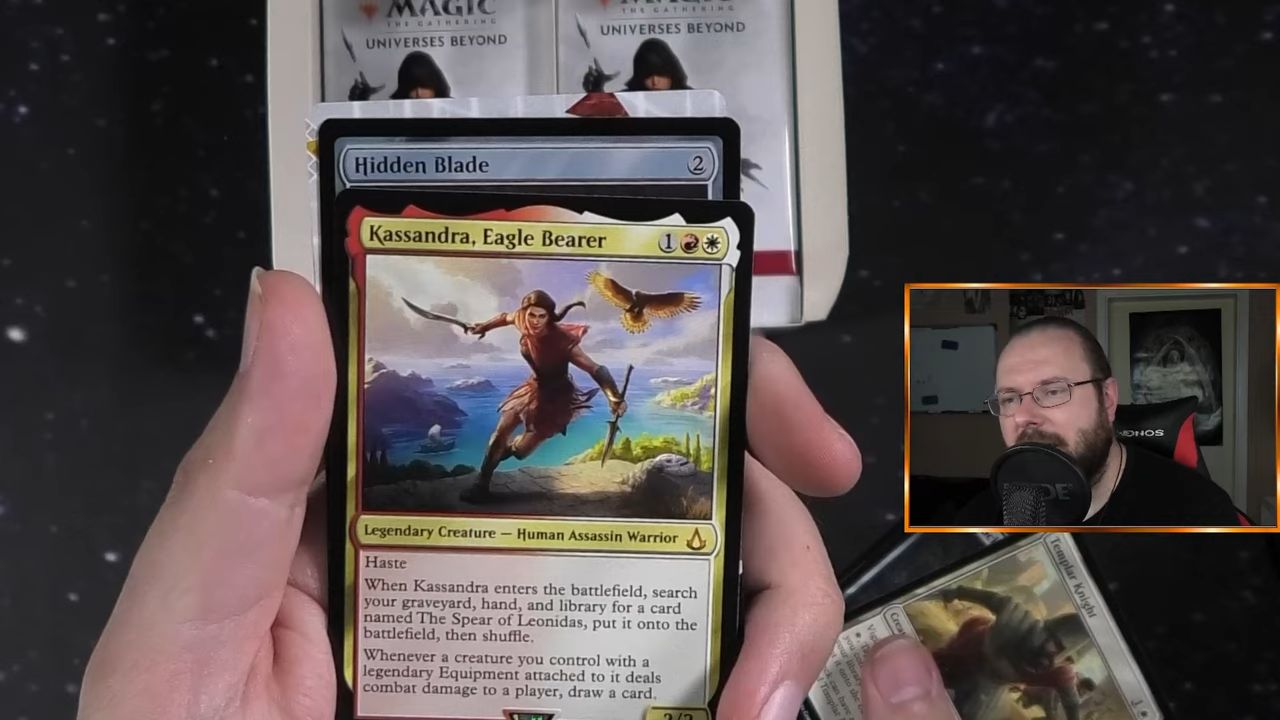 MAGIC
THE GATHERING
UNIVERSES BEYOND
MAGIC
THE GATHERING
UNIVERSES BEYOND
Hidden Blade 2
Kassandra, Eagle Bearer 1
Legendary Creature — Human Assassin Warrior
Haste
When Kassandra enters the battlefield, search
your graveyard, hand, and library for a card
named The Spear of Leonidas, put it onto the
battlefield, then shuffle.
Whenever a creature you control with a
legendary Equipment attached to it deals
combat damage to a player, draw a card.
Templar Knight